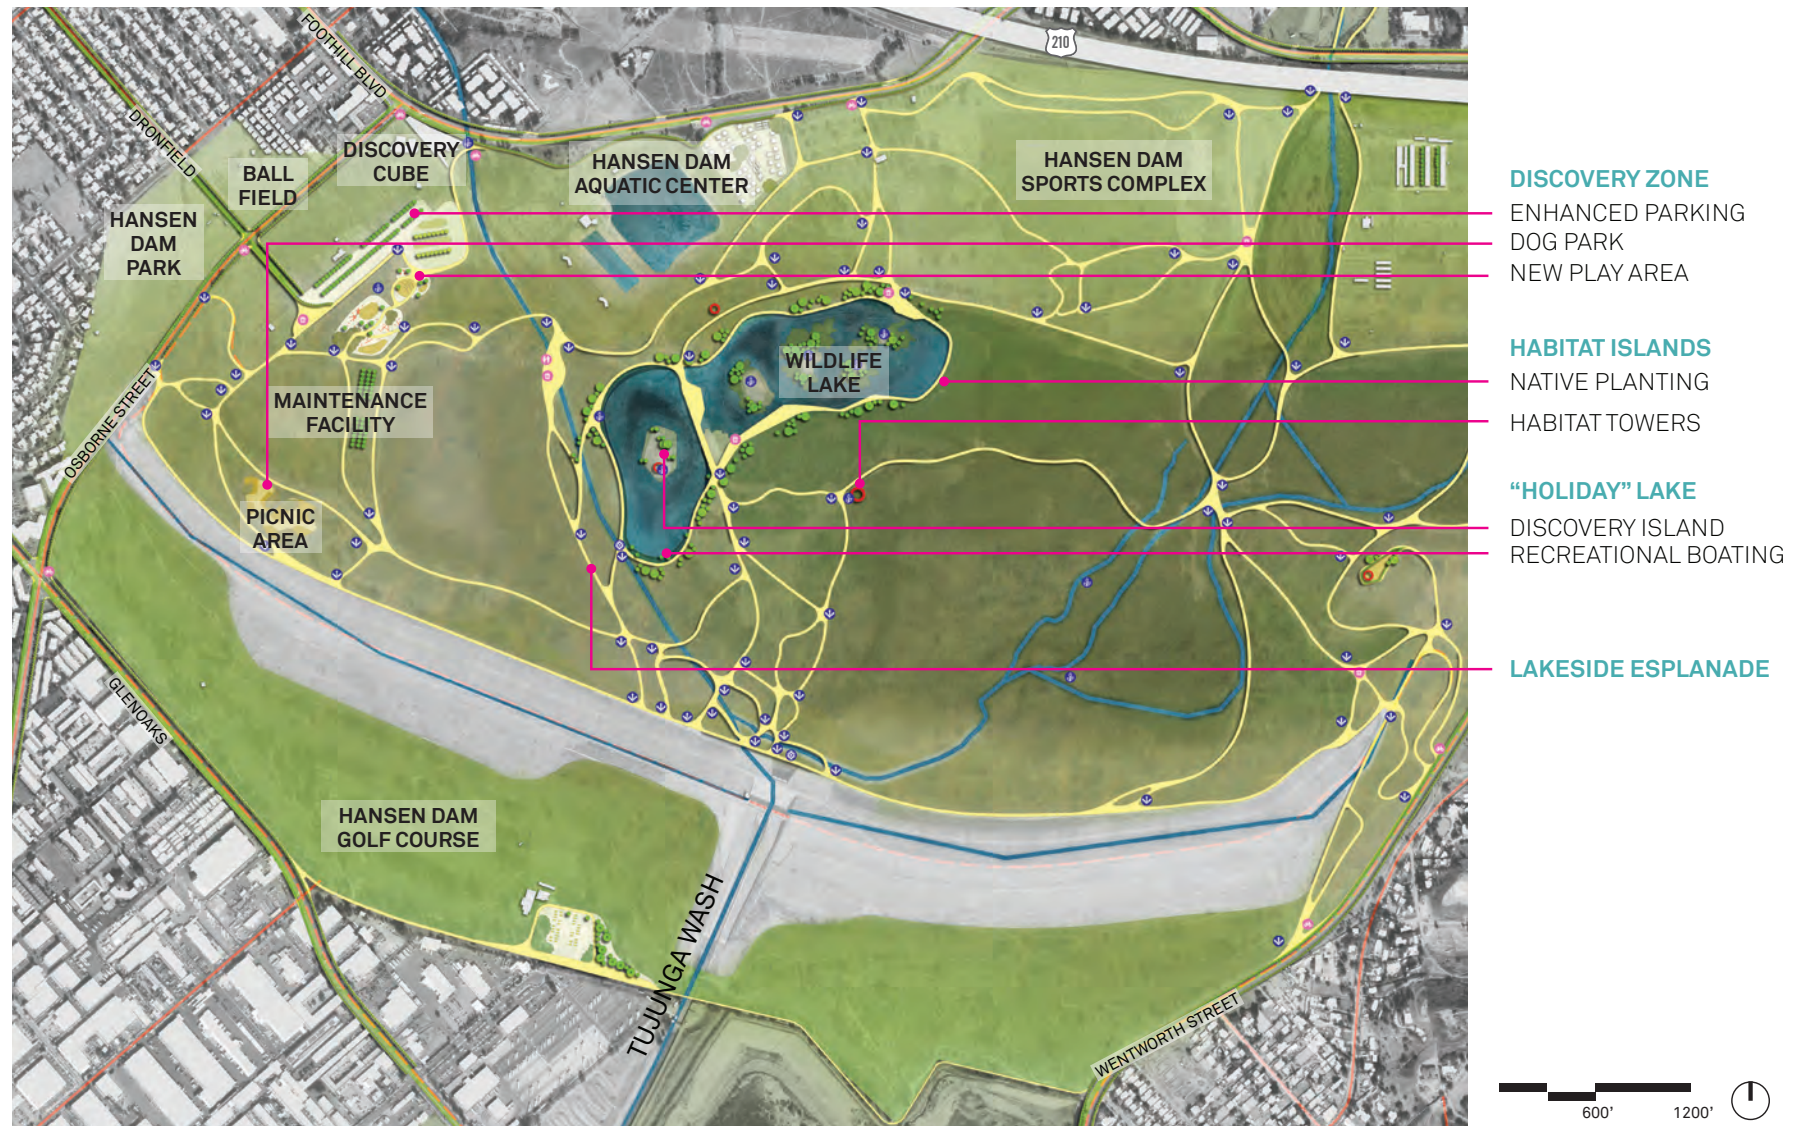 210
FOOTHILL BLVD
DRONFIELD
DISCOVERY
CUBE
BALL
FIELD
HANSEN
DAM
PARK
HANSEN DAM
AQUATIC CENTER
HANSEN DAM
SPORTS COMPLEX
WILDLIFE
LAKE
MAINTENANCE
FACILITY
OSBORNE STREET
PICNIC
AREA
GLENOAKS
HANSEN DAM
GOLF COURSE
TUJUNGA WASH
WENTWORTH STREET
DISCOVERY ZONE
ENHANCED PARKING
DOG PARK
NEW PLAY AREA
HABITAT ISLANDS
NATIVE PLANTING
HABITAT TOWERS
“HOLIDAY” LAKE
DISCOVERY ISLAND
RECREATIONAL BOATING
LAKESIDE ESPLANADE
600’ 1200’